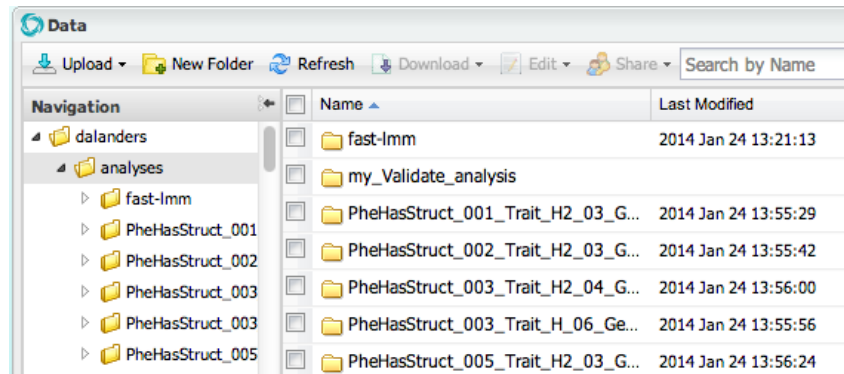 Data
Upload New Folder Refresh Download Edit Share Search by Name
Navigation Name Last Modified
dalanders fast-lmm 2014 Jan 24 13:21:13
analyses my_Validate_analysis
fast-lmm PheHasStruct_001_Trait_H2_03_G... 2014 Jan 24 13:55:29
PheHasStruct_001 PheHasStruct_002_Trait_H2_03_G... 2014 Jan 24 13:55:42
PheHasStruct_002 PheHasStruct_003_Trait_H2_04_G... 2014 Jan 24 13:56:00
PheHasStruct_003 PheHasStruct_003_Trait_H_06_Ge... 2014 Jan 24 13:55:56
PheHasStruct_003 PheHasStruct_005_Trait_H2_03_G... 2014 Jan 24 13:56:24
PheHasStruct_005